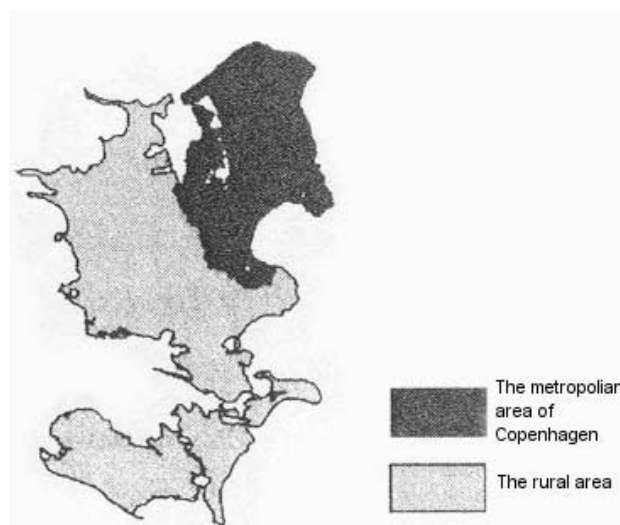 The metropolian
area of
Copenhagen
The rural area